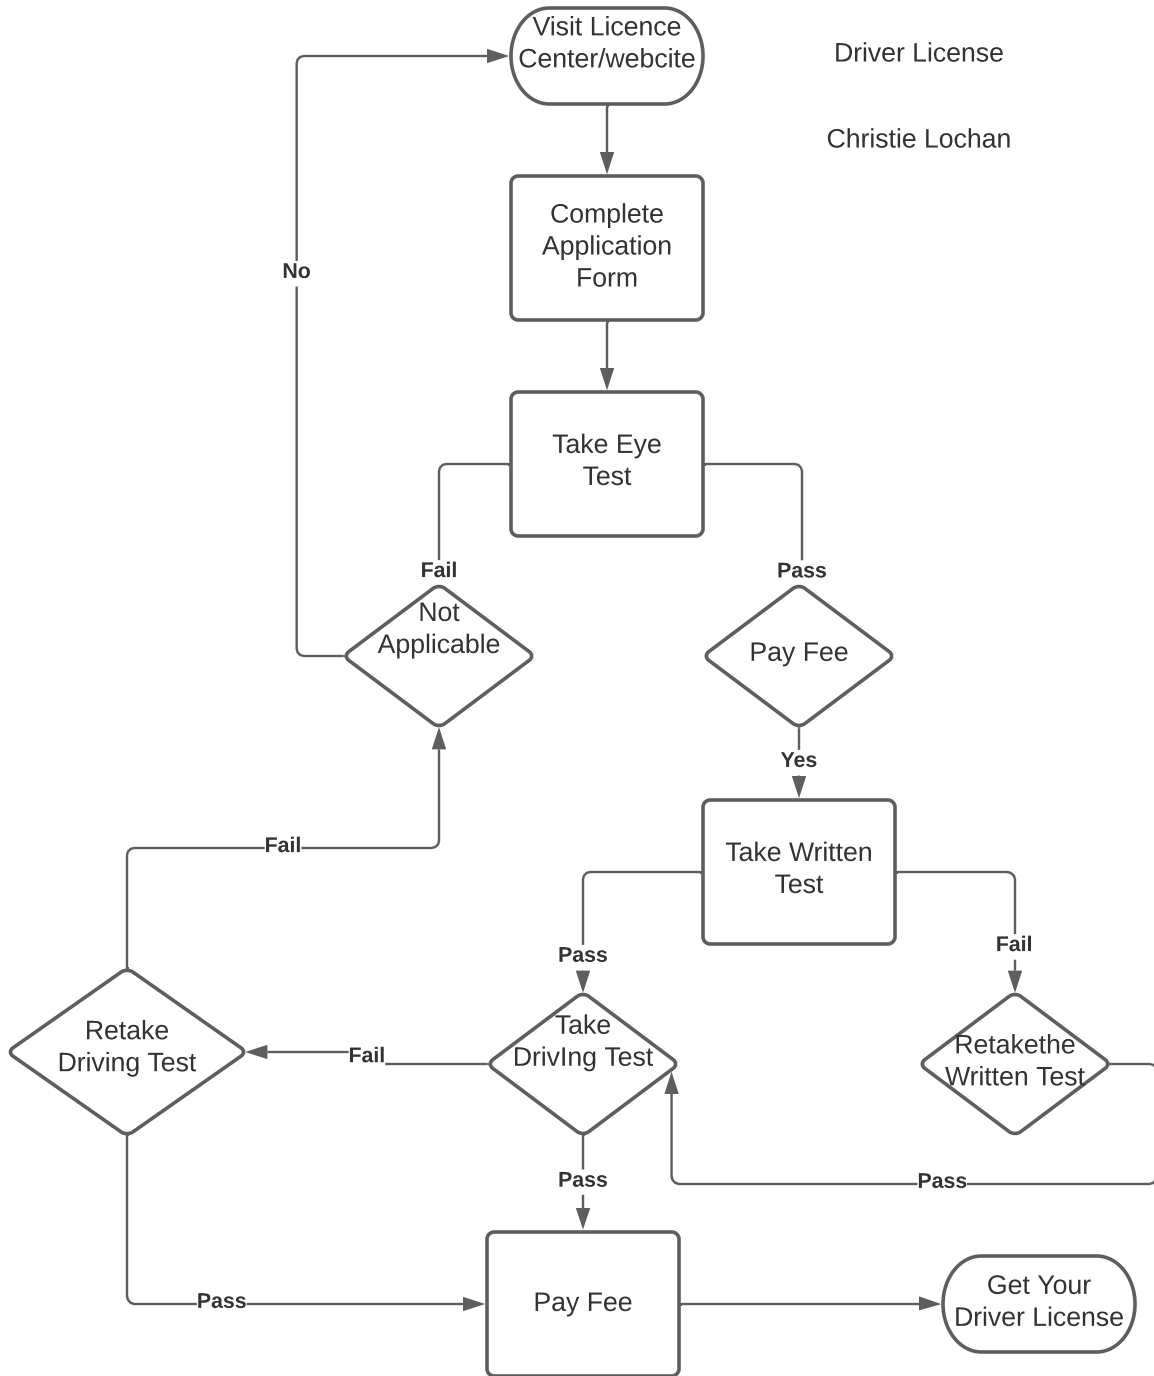 Visit Licence
Center/webcite
Driver License
Christie Lochan
Complete
Application
Form
No
Take Eye
Test
Fail
Pass
Not
Applicable
Pay Fee
Yes
Fail
Take Written
Test
Pass
Fail
Retake
Driving Test
Fail
Take
DrivIng Test
Retakethe
Written Test
Pass
Pass
Pass
Pay Fee
Get Your
Driver License